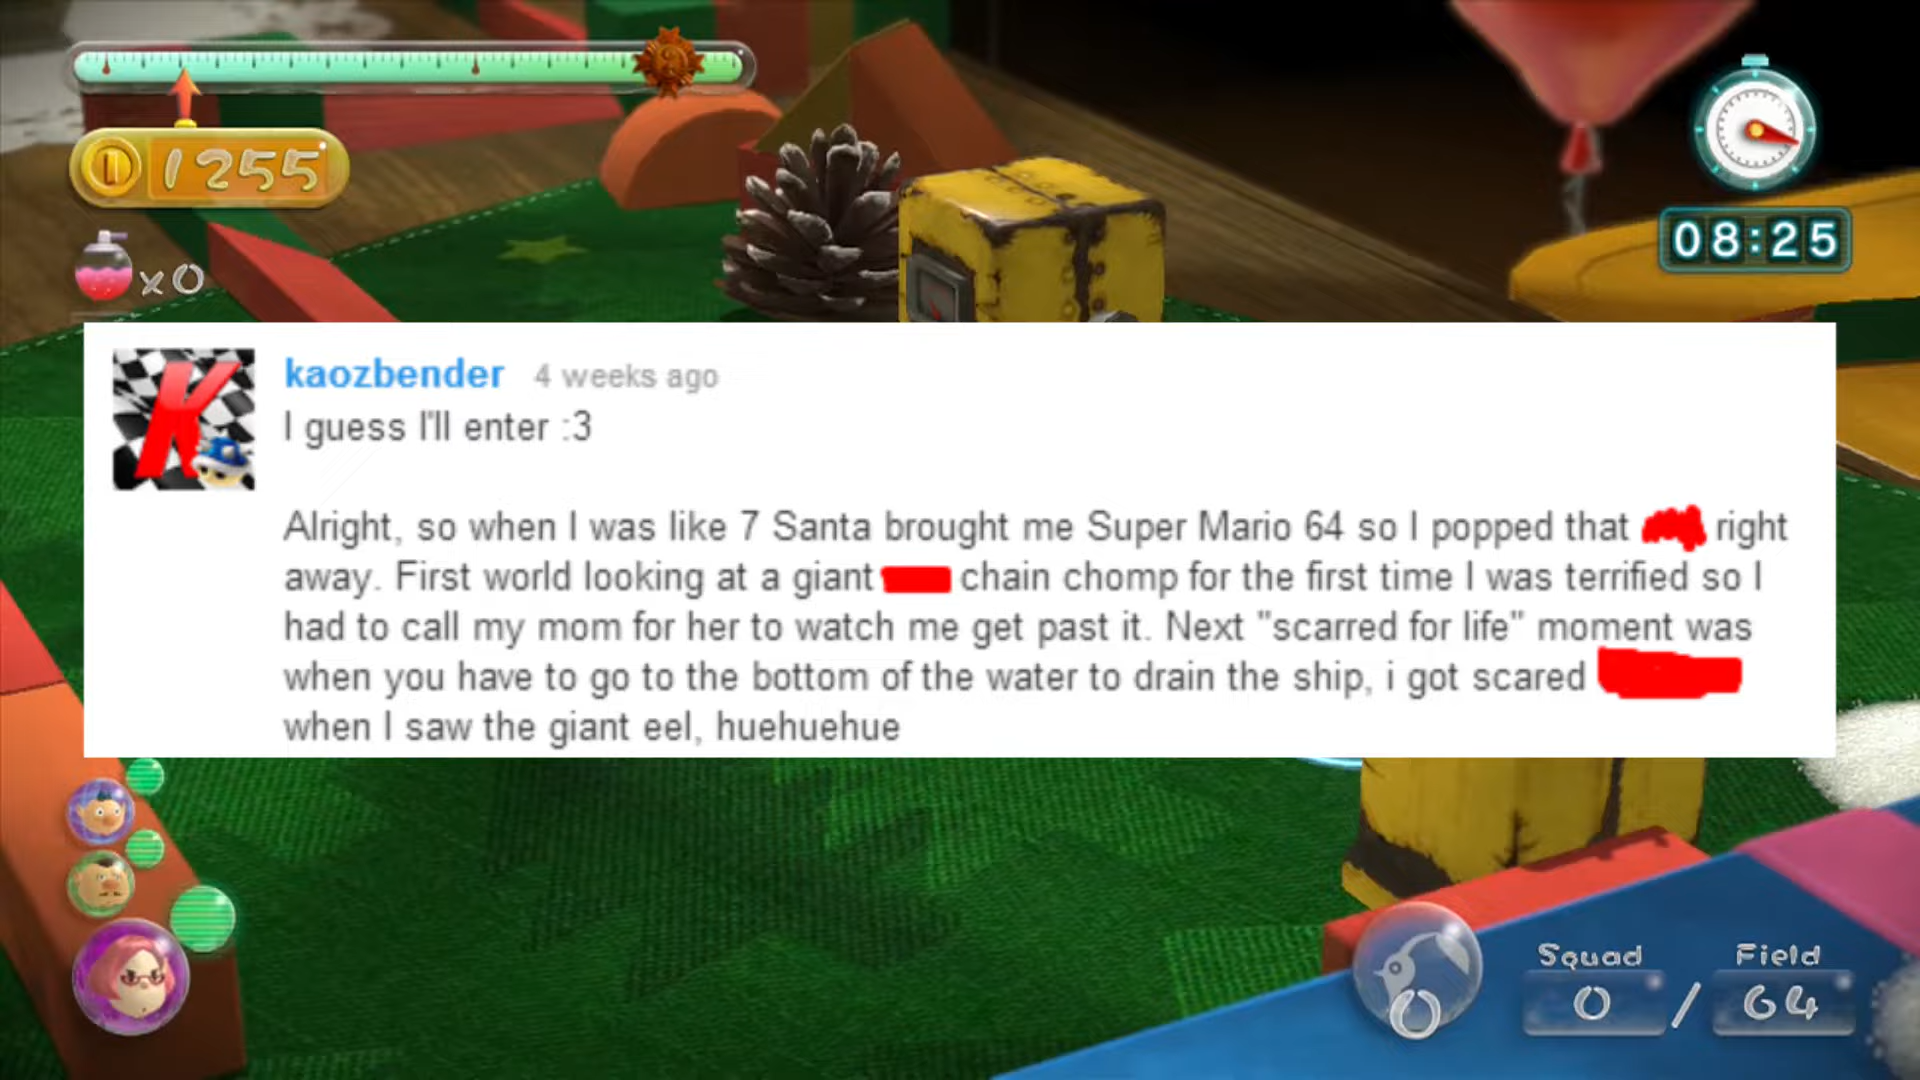 1255
08:25
x0
kaozbender 4 weeks ago
I guess I'll enter :3
Alright, so when I was like 7 Santa brought me Super Mario 64 so I popped that right
away. First world looking at a giant chain chomp for the first time I was terrified so I
had to call my mom for her to watch me get past it. Next "scarred for life" moment was
when you have to go to the bottom of the water to drain the ship, i got scared
when I saw the giant eel, huehuehue
Squad Field
0 0 / 64